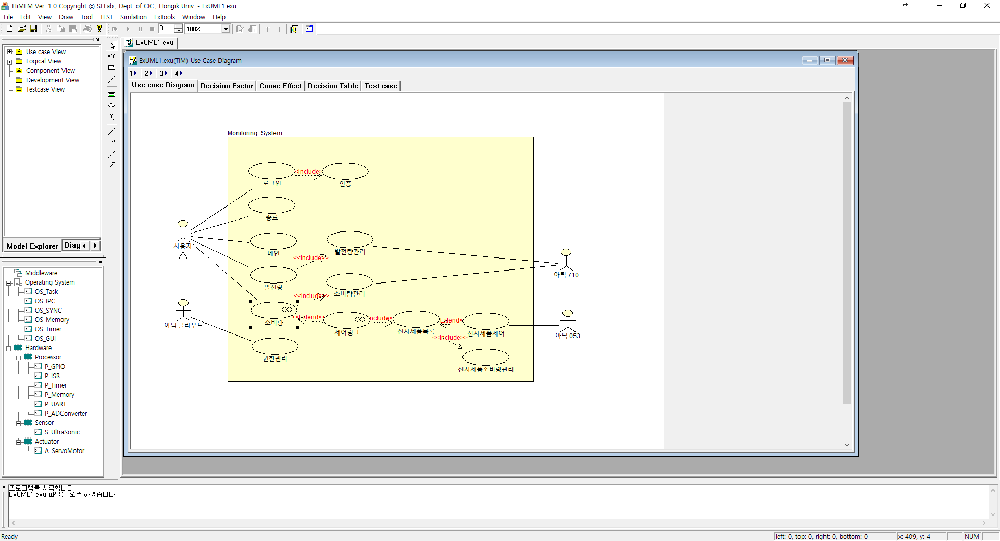 HiMEM Ver. 1.0 Copyright ⓒ SELab., Dept. of CIC., Hongik Univ. - ExUML1.exu
File Edit View Draw Tool TEST Simlation ExTools Window Help
0 100% T I
Use case View
Logical View
Component View
Development View
Testcase View
Model Explorer Diag
Middleware
Operating System
OS_Task
OS_IPC
OS_SYNC
OS_Memory
OS_Timer
OS_GUI
Hardware
Processor
P_GPIO
P_ISR
P_Timer
P_Memory
P_UART
P_ADConverter
Sensor
S_UltraSonic
Actuator
A_ServoMotor
ABC
ExUML1.exu
ExUML1.exu(TIM)-Use Case Diagram
1 2 3 4
Use case Diagram Decision Factor Cause-Effect Decision Table Test case
Monitoring_System
<Include>
로그인 인증
종료
사용자
메인 발전량관리
<<Include>>
발전량
소비량관리
<<Include>>
아틱 710
<<Extend>> Include> Extend>
소비량 제어링크 전자제품목록 전자제품제어
<<Include>>
아틱 클라우드
아틱 053
권한관리
전자제품소비량관리
프로그램을 시작합니다.
ExUML1.exu 파일을 오픈 하였습니다.
Ready
left: 0, top: 0, right: 0, bottom: 0 x: 409, y: 4 NUM